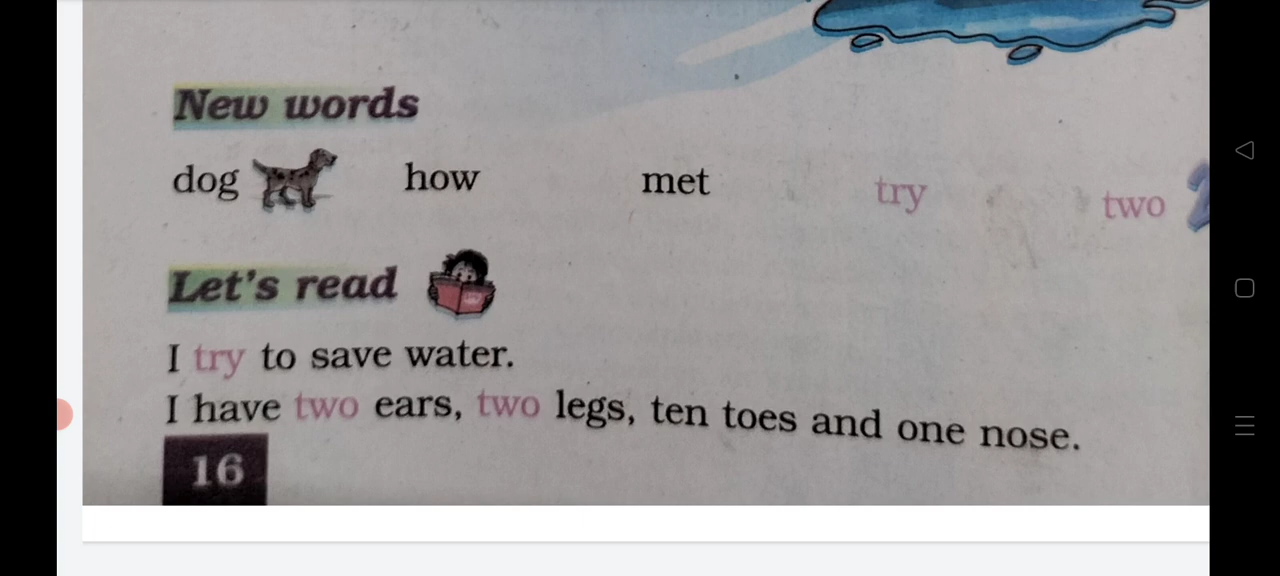 New words
dog how met try two
Let's read
I try to save water.
I have two ears, two legs, ten toes and one nose.
16